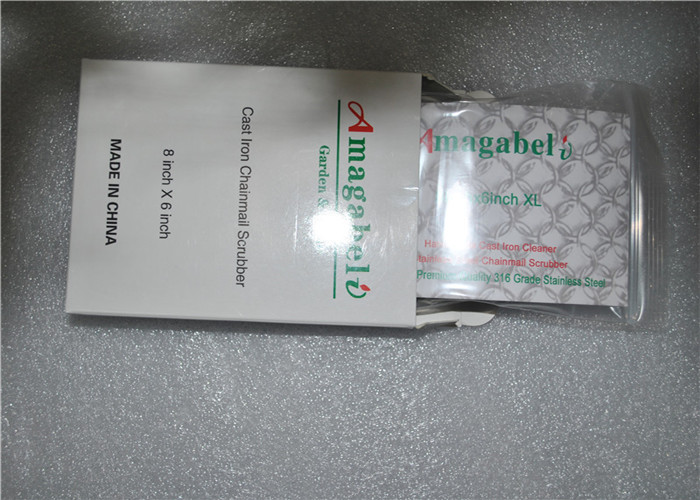 Amagabeli
Garden
Cast Iron Chainmail Scrubber
8 inch X 6 inch
MADE IN CHINA
Amagabeli
x6Inch XL
Cast Iron Cleaner
Chainmail Scrubber
Premium Quality 316 Grade Stainless Steel